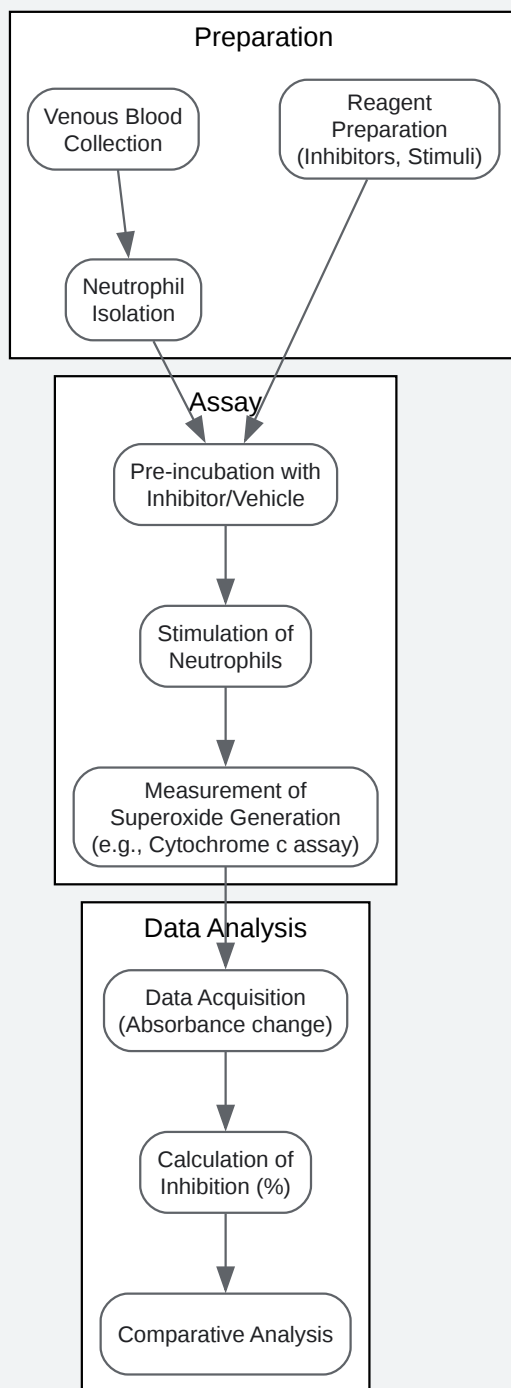 Preparation
Venous Blood
Collection
Reagent
Preparation
(Inhibitors, Stimuli)
Neutrophil
Isolation
Assay
Pre-incubation with
Inhibitor/Vehicle
Stimulation of
Neutrophils
Measurement of
Superoxide Generation
(e.g., Cytochrome c assay)
Data Analysis
Data Acquisition
(Absorbance change)
Calculation of
Inhibition (%)
Comparative Analysis